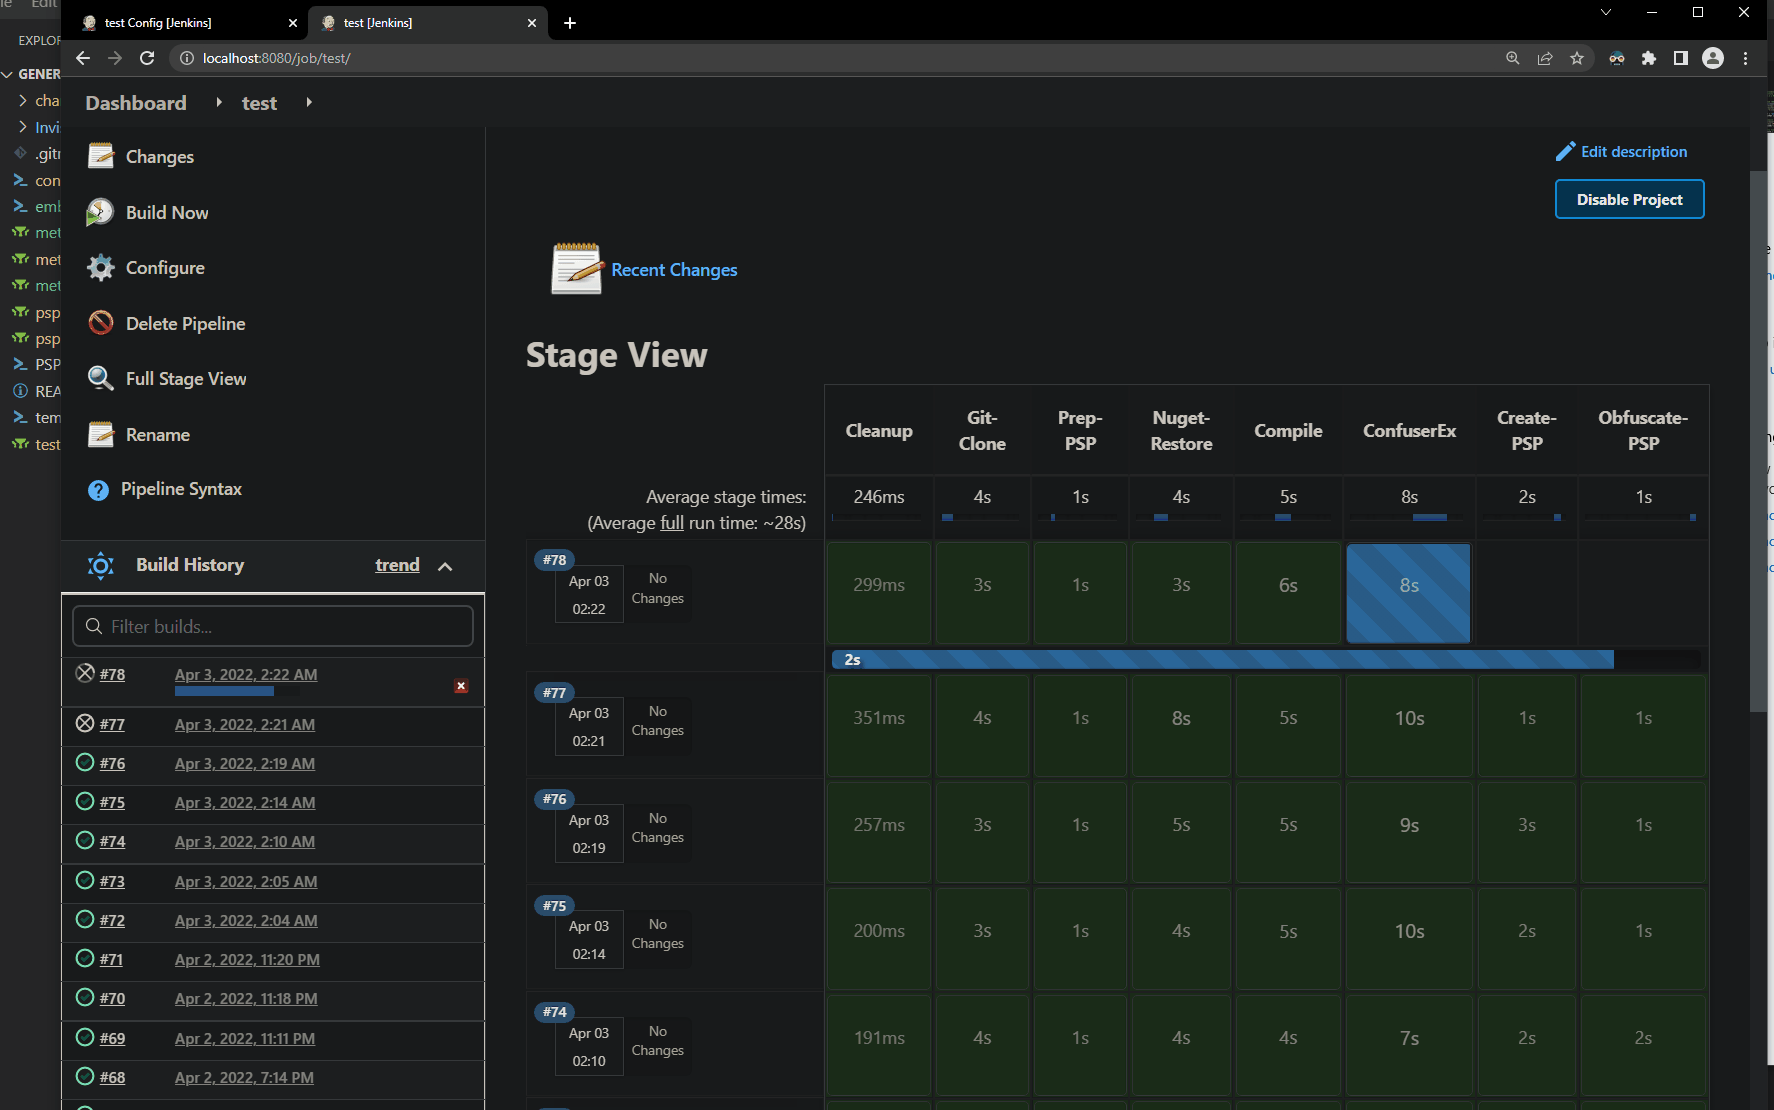 le Edit
test Config [Jenkins]
test [Jenkins]
localhost:8080/job/test/
EXPLOR
GENER
cha
Invi
.giti
con
emb
met
met
met
psp
psp
PSP
REA
tem
test
Dashboard
test
Changes
Build Now
Configure
Delete Pipeline
Full Stage View
Rename
Pipeline Syntax
Build History
trend
Filter builds...
#78 Apr 3, 2022, 2:22 AM
#77 Apr 3, 2022, 2:21 AM
#76 Apr 3, 2022, 2:19 AM
#75 Apr 3, 2022, 2:14 AM
#74 Apr 3, 2022, 2:10 AM
#73 Apr 3, 2022, 2:05 AM
#72 Apr 3, 2022, 2:04 AM
#71 Apr 2, 2022, 11:20 PM
#70 Apr 2, 2022, 11:18 PM
#69 Apr 2, 2022, 11:11 PM
#68 Apr 2, 2022, 7:14 PM
Edit description
Disable Project
Recent Changes
Stage View
Cleanup
Git-
Clone
Prep-
PSP
Nuget-
Restore
Compile
ConfuserEx
Create-
PSP
Obfuscate-
PSP
Average stage times:
(Average full run time: ~28s)
246ms 4s 1s 4s 5s 8s 2s 1s
#78
Apr 03
02:22
No
Changes
299ms 3s 1s 3s 6s 8s
2s
#77
Apr 03
02:21
No
Changes
351ms 4s 1s 8s 5s 10s 1s 1s
#76
Apr 03
02:19
No
Changes
257ms 3s 1s 5s 5s 9s 3s 1s
#75
Apr 03
02:14
No
Changes
200ms 3s 1s 4s 5s 10s 2s 1s
#74
Apr 03
02:10
No
Changes
191ms 4s 1s 4s 4s 7s 2s 2s